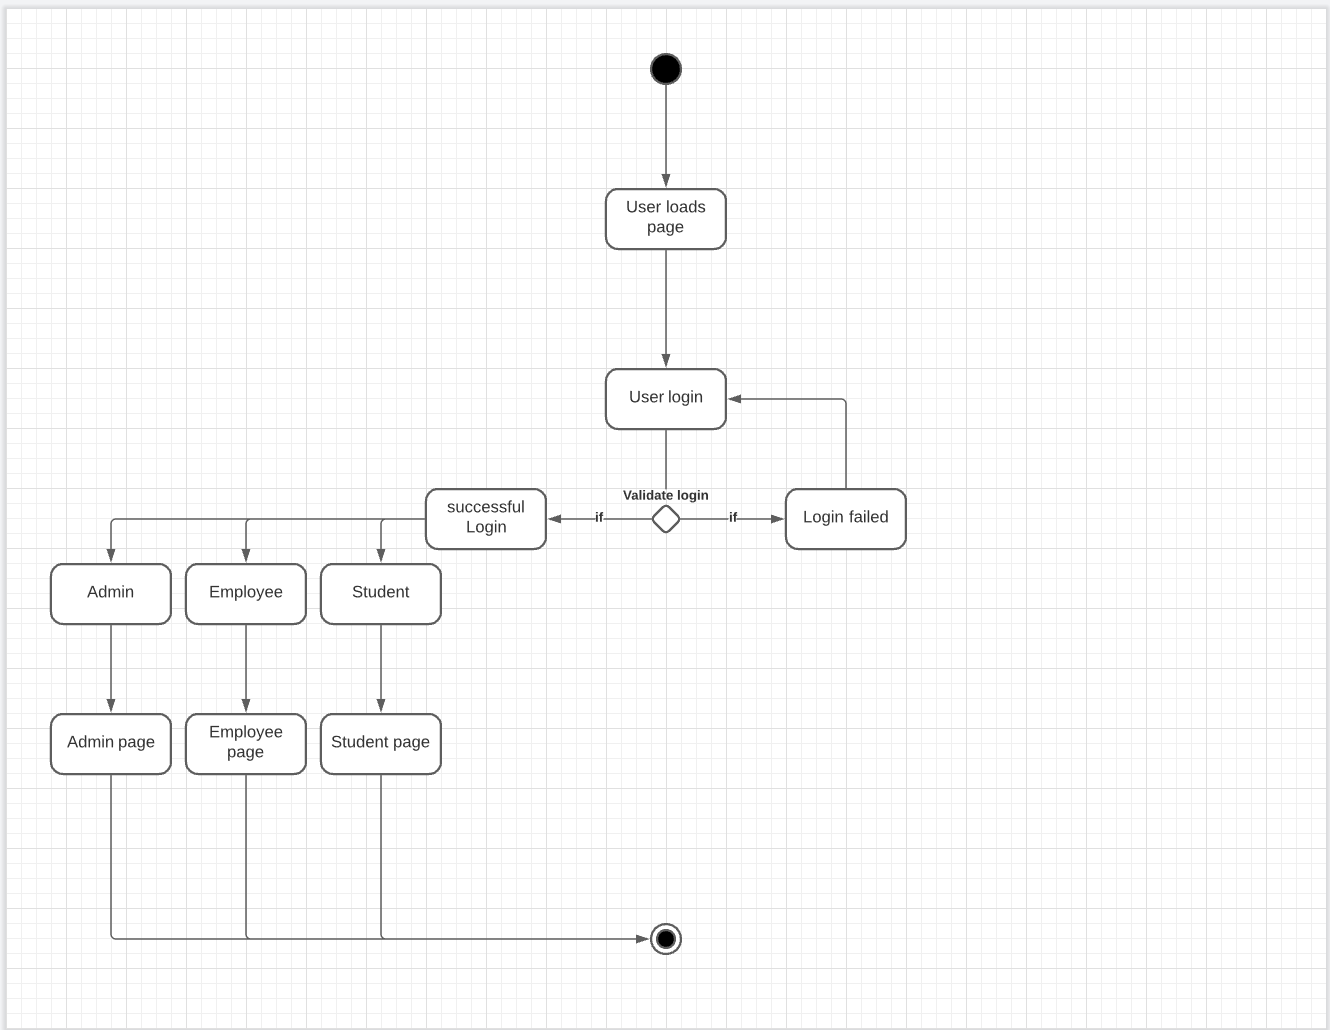 User loads
page
User login
Validate login
successful
Login
if
if
Login failed
Admin
Employee
Student
Admin page
Employee
page
Student page